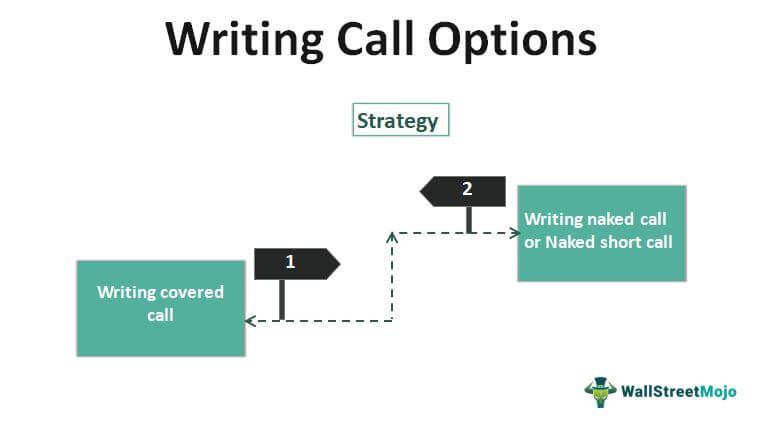 Writing Call Options
Strategy
2
Writing naked call
or Naked short call
1
Writing covered
call
WallStreetMojo